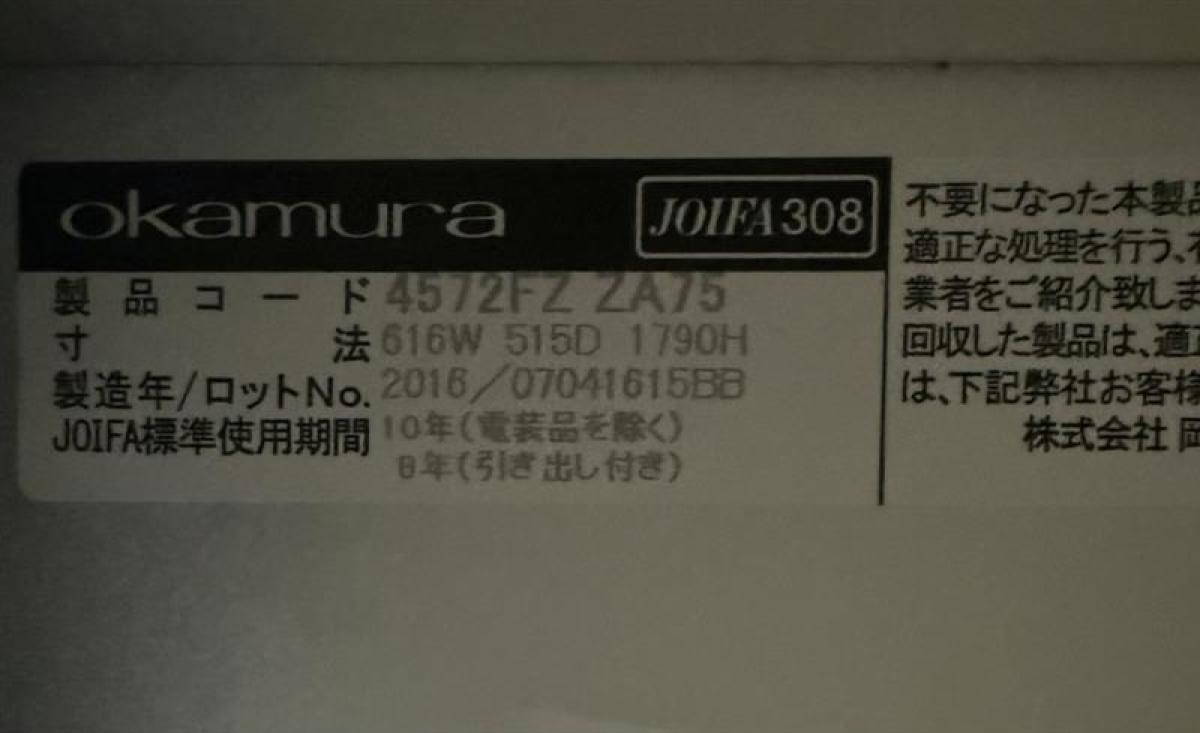 okamura
JOIFA308
製品コード 4572FZ ZA75
寸法 616W 515D 1790H
製造年/ロットNo. 2016/07041615BB
JOIFA標準使用期間 10年(電装品を除く)
8年(引き出し付き)
不要になった本製品
適正な処理を行う、
業者をご紹介致しま
回収した製品は、適正
は、下記弊社お客様
株式会社 岡